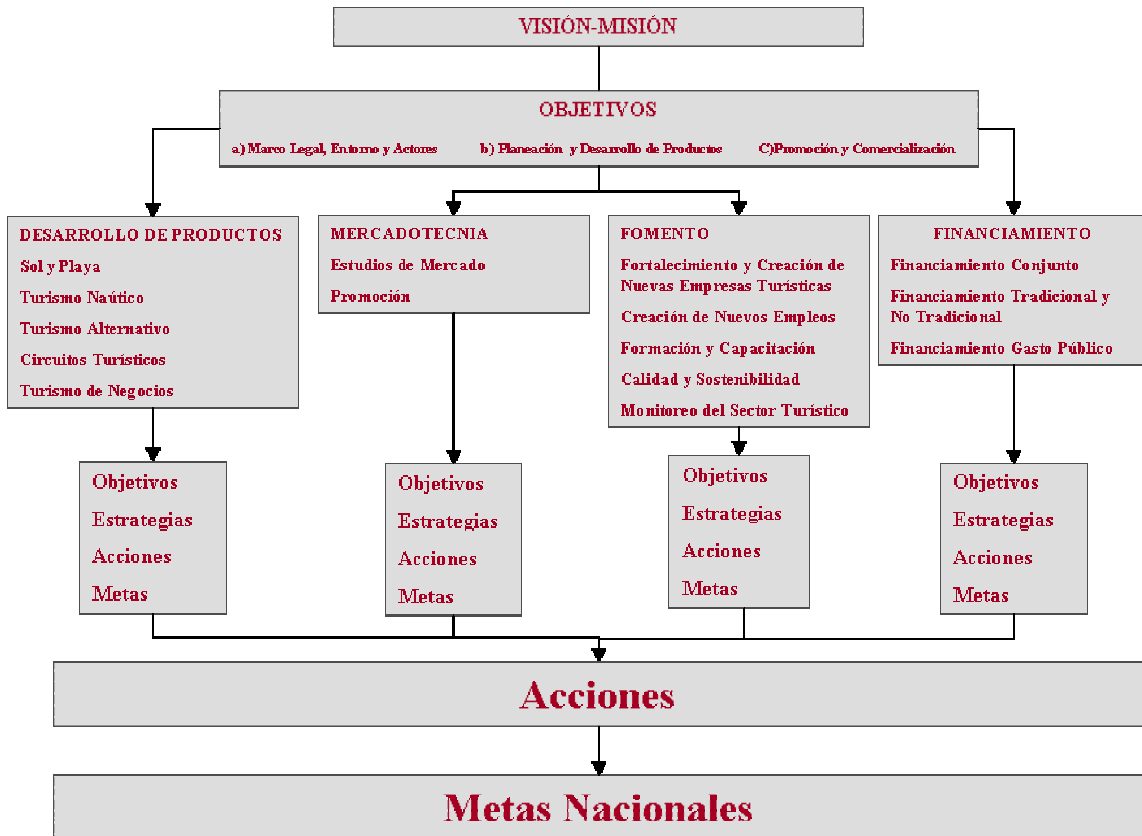 VISIÓN-MISIÓN
OBJETIVOS
a) Marco Legal, Entorno y Actores b) Planeación y Desarrollo de Productos C)Promoción y Comercialización
DESARROLLO DE PRODUCTOS
Sol y Playa
Turismo Naútico
Turismo Alternativo
Circuitos Turísticos
Turismo de Negocios
MERCADOTECNIA
Estudios de Mercado
Promoción
FOMENTO
Fortalecimiento y Creación de
Nuevas Empresas Turísticas
Creación de Nuevos Empleos
Formación y Capacitación
Calidad y Sostenibilidad
Monitoreo del Sector Turístico
FINANCIAMIENTO
Financiamiento Conjunto
Financiamiento Tradicional y
No Tradicional
Financiamiento Gasto Público
Objetivos
Estrategias
Acciones
Metas
Objetivos
Estrategias
Acciones
Metas
Objetivos
Estrategias
Acciones
Metas
Objetivos
Estrategias
Acciones
Metas
Acciones
Metas Nacionales